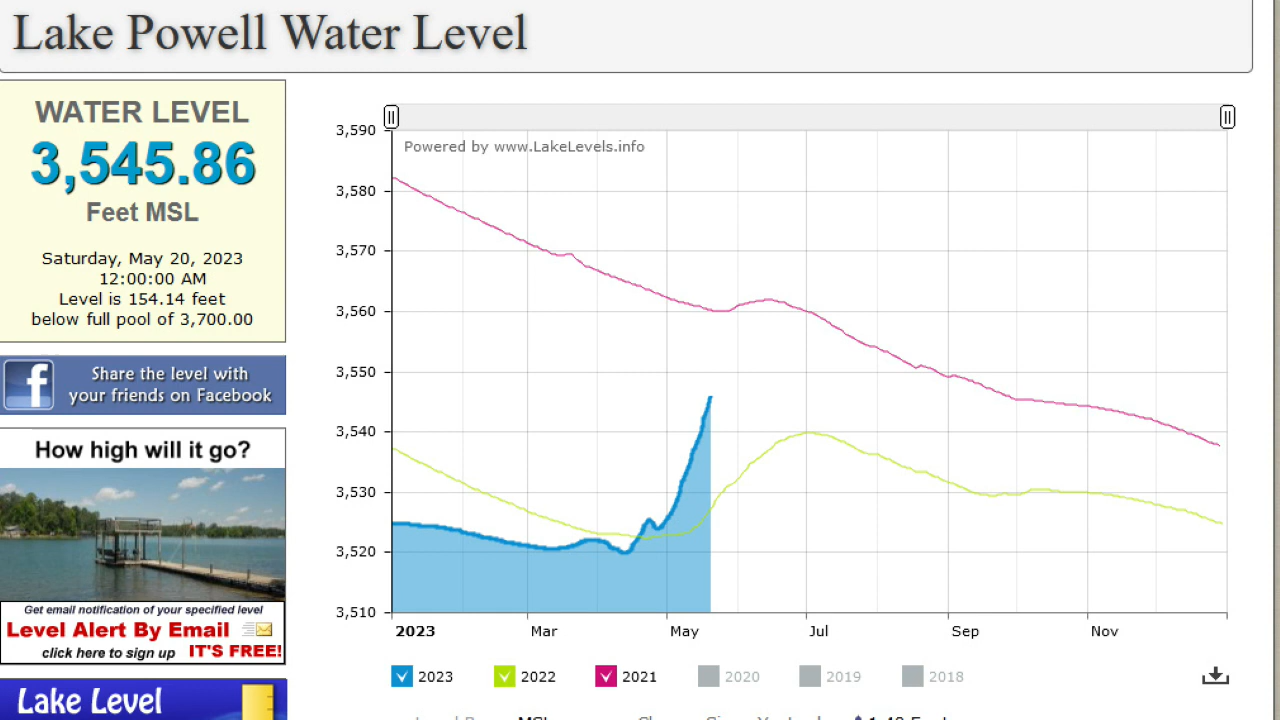 Lake Powell Water Level
WATER LEVEL
3,545.86
Feet MSL
Saturday, May 20, 2023
12:00:00 AM
Level is 154.14 feet
below full pool of 3,700.00
Share the level with
your friends on Facebook
How high will it go?
Get email notification of your specified level
Level Alert By Email
click here to sign up IT'S FREE!
Lake Level
Powered by www.LakeLevels.info
3,590
3,580
3,570
3,560
3,550
3,540
3,530
3,520
3,510
2023 Mar May Jul Sep Nov
2023 2022 2021 2020 2019 2018